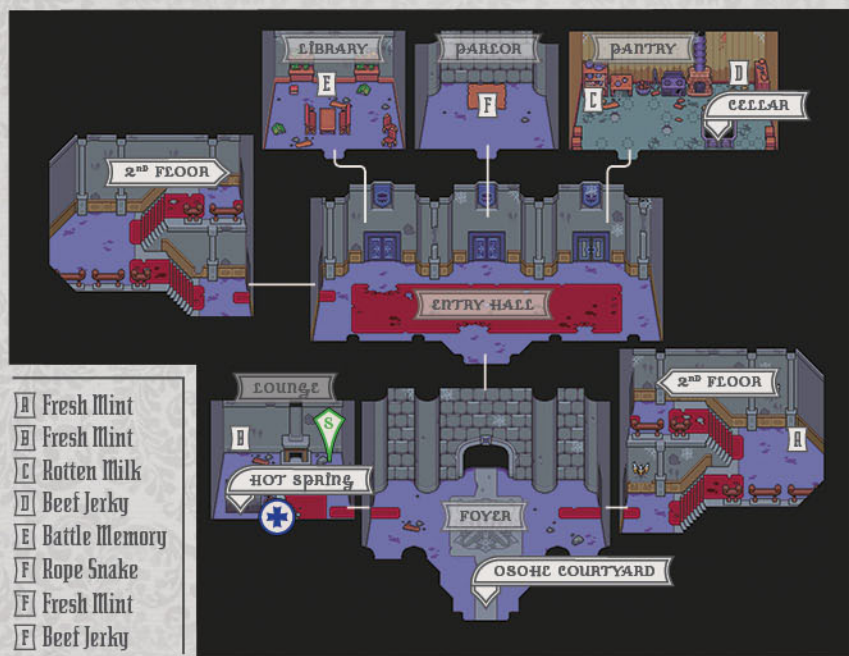 LIBRARY
PARLOR
PANTRY
E
F
C
D
CELLAR
2ND FLOOR
ENTRY HALL
LOUNGE
2ND FLOOR
B
S
A
HOT SPRING
FOYER
OSOHE COURTYARD
A Fresh Mint
B Fresh Mint
C Rotten Milk
D Beef Jerky
E Battle Memory
F Rope Snake
F Fresh Mint
F Beef Jerky